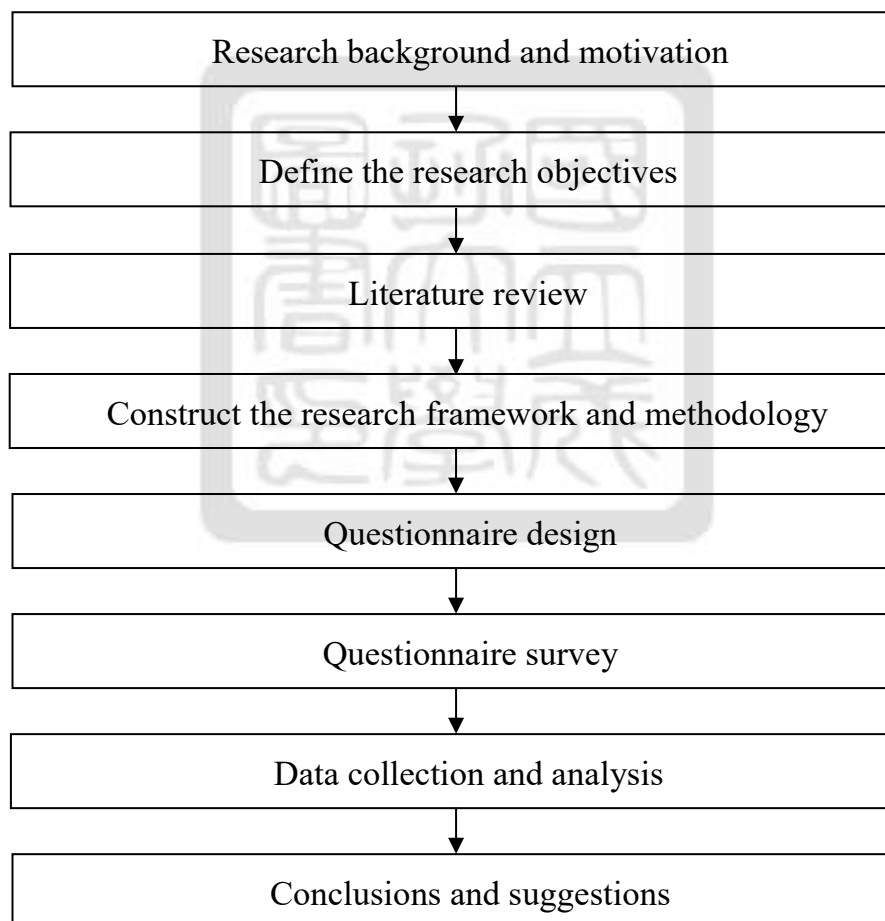 Research background and motivation
Define the research objectives
Literature review
Construct the research framework and methodology
Questionnaire design
Questionnaire survey
Data collection and analysis
Conclusions and suggestions